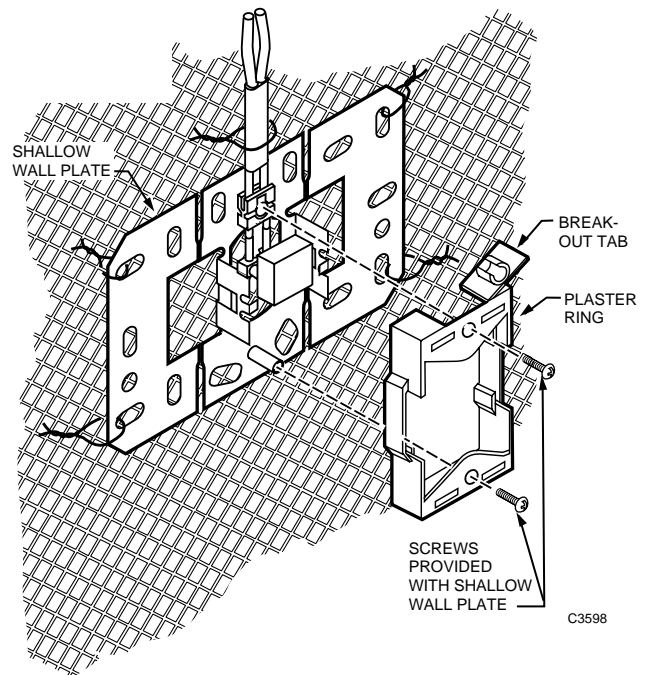 SHALLOW
WALL PLATE
BREAK-
OUT TAB
PLASTER
RING
SCREWS
PROVIDED
WITH SHALLOW
WALL PLATE
C3598